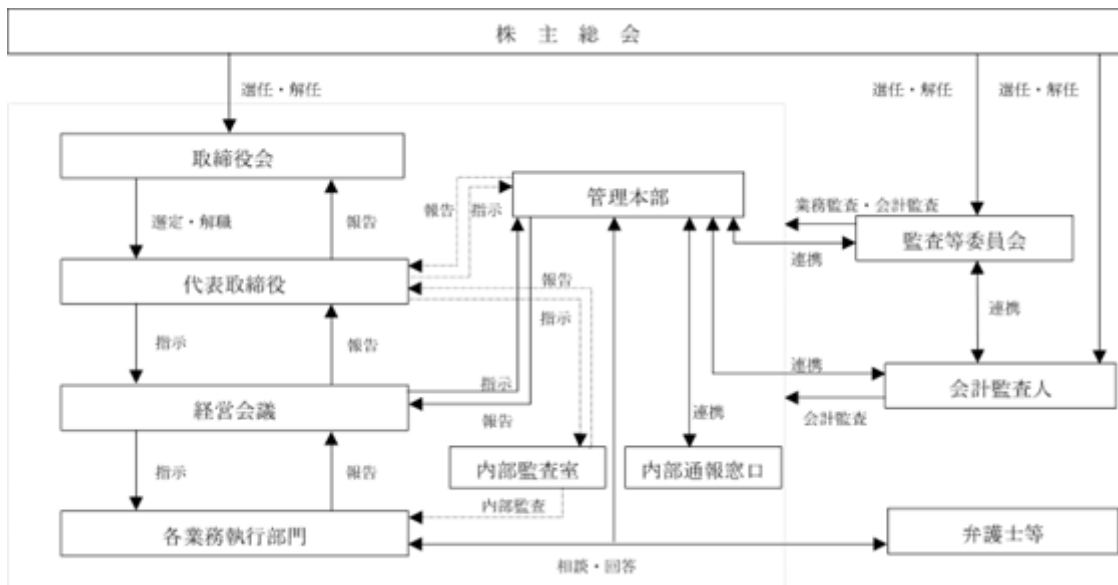 株主総会
選任・解任
選任・解任
選任・解任
取締役会
管理本部
報告
指示
業務監査・会計監査
選定・解職
報告
監査等委員会
連携
代表取締役
報告
指示
連携
指示
報告
連携
指示
経営会議
会計監査人
報告
連携
会計監査
内部監査室
内部通報窓口
指示
報告
内部監査
各業務執行部門
弁護士等
相談・回答